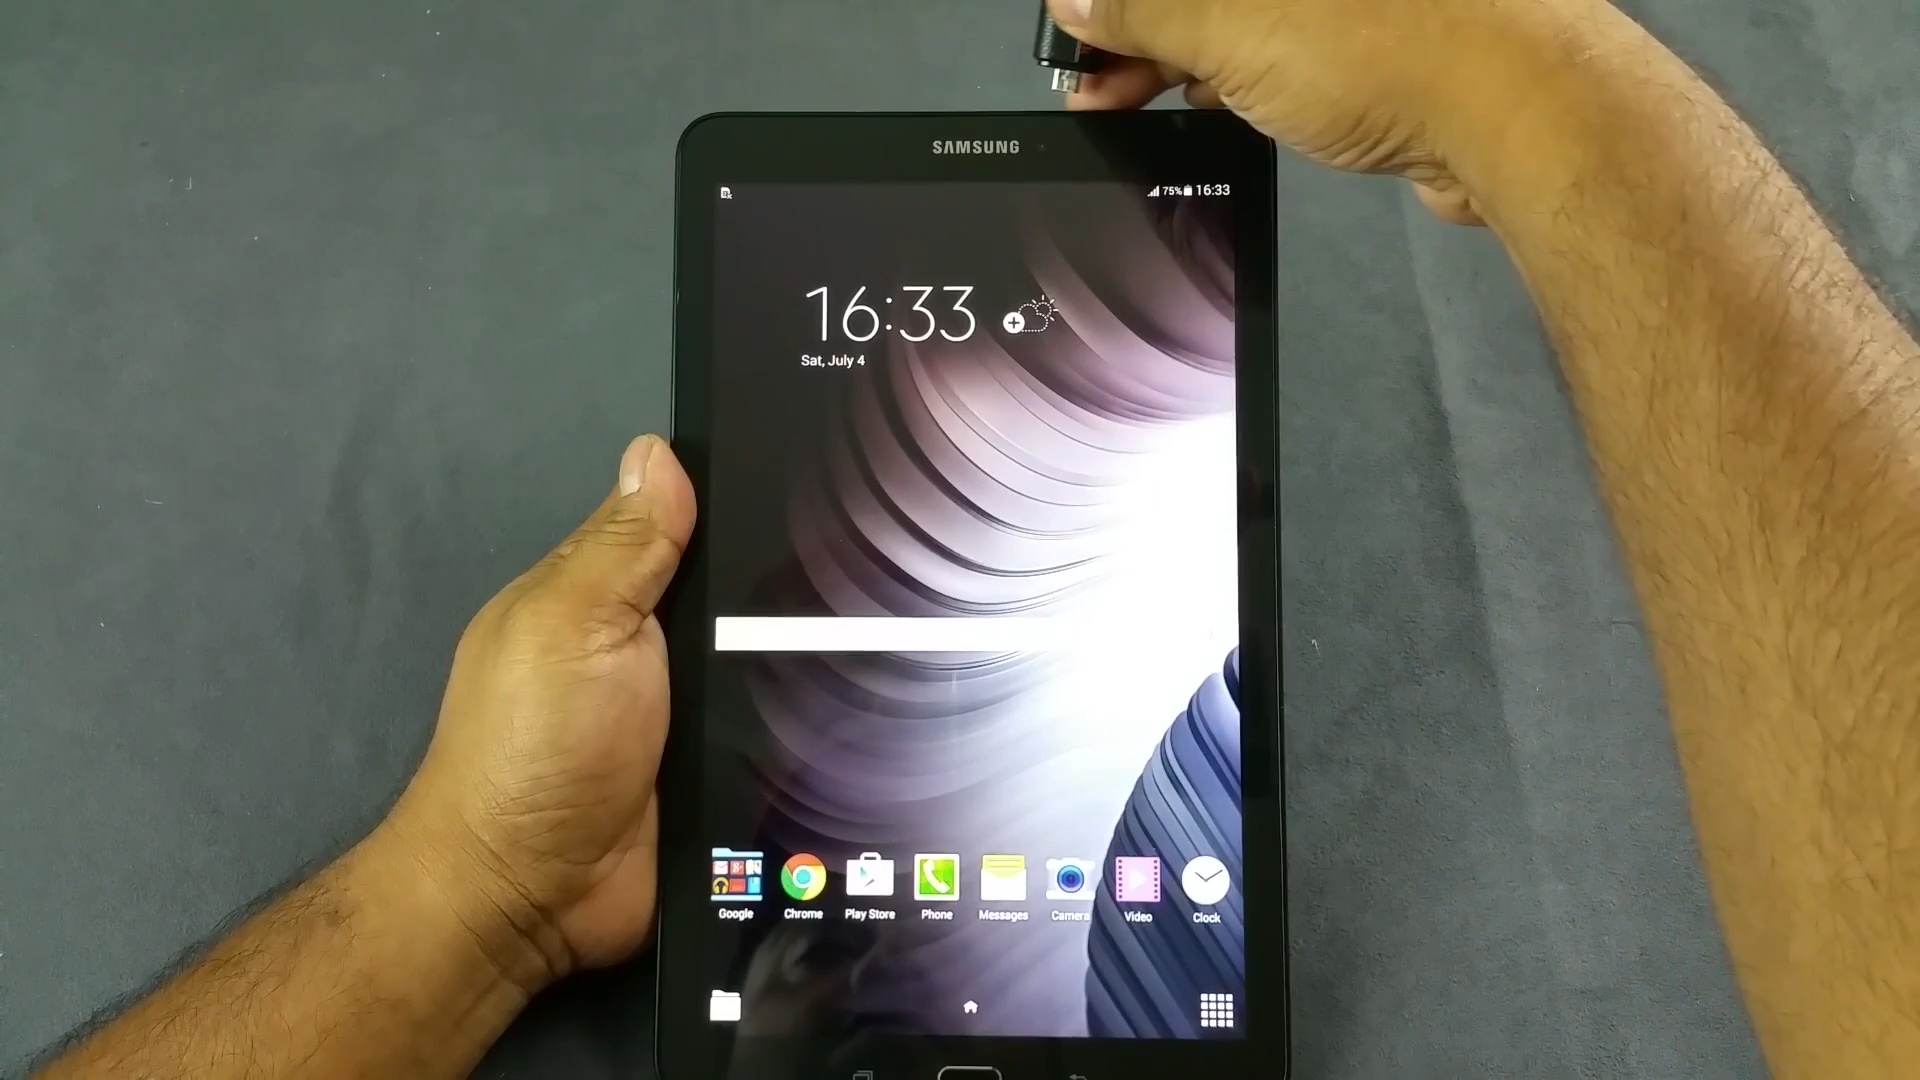 SAMSUNG
75% 16:33
16:33
Sat, July 4
Google Chrome Play Store Phone Messages Camera Video Clock